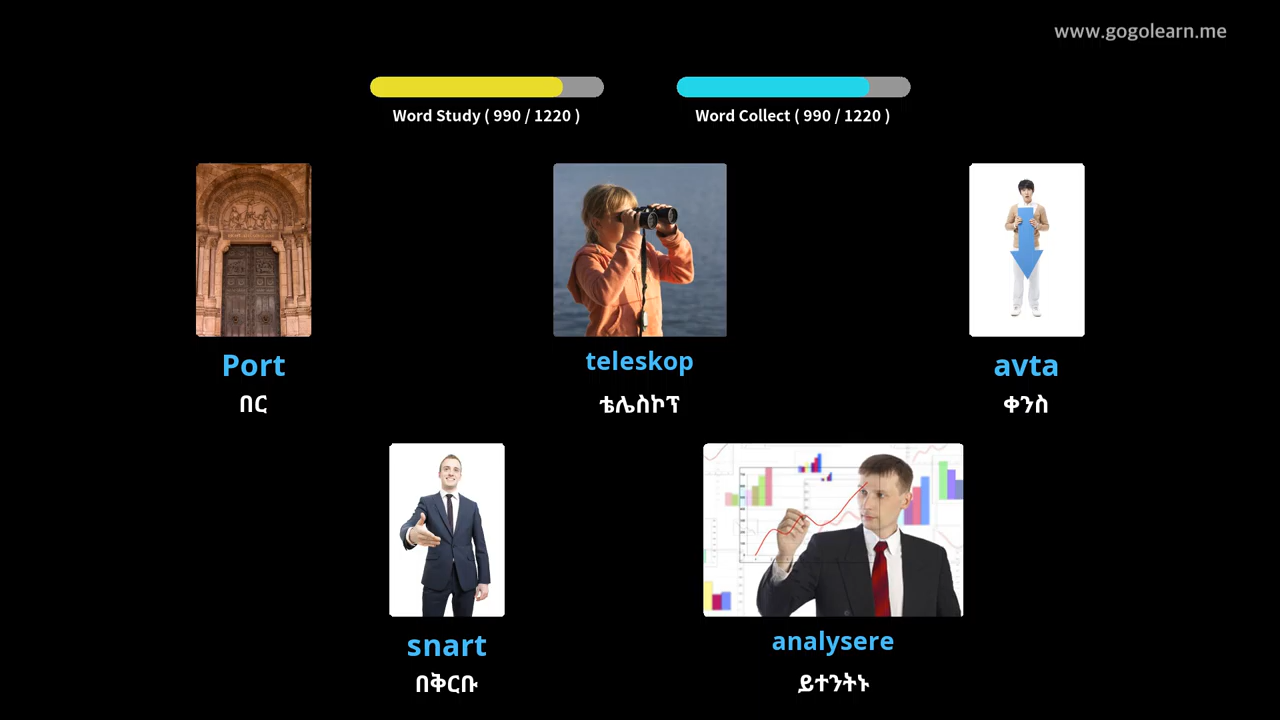 www.gogolearn.me
Word Study ( 990 / 1220 )
Word Collect ( 990 / 1220 )
Port
teleskop
avta
በር
ቴሌስኮፕ
ቀንስ
snart
analysere
በቅርቡ
ይተንትኑ